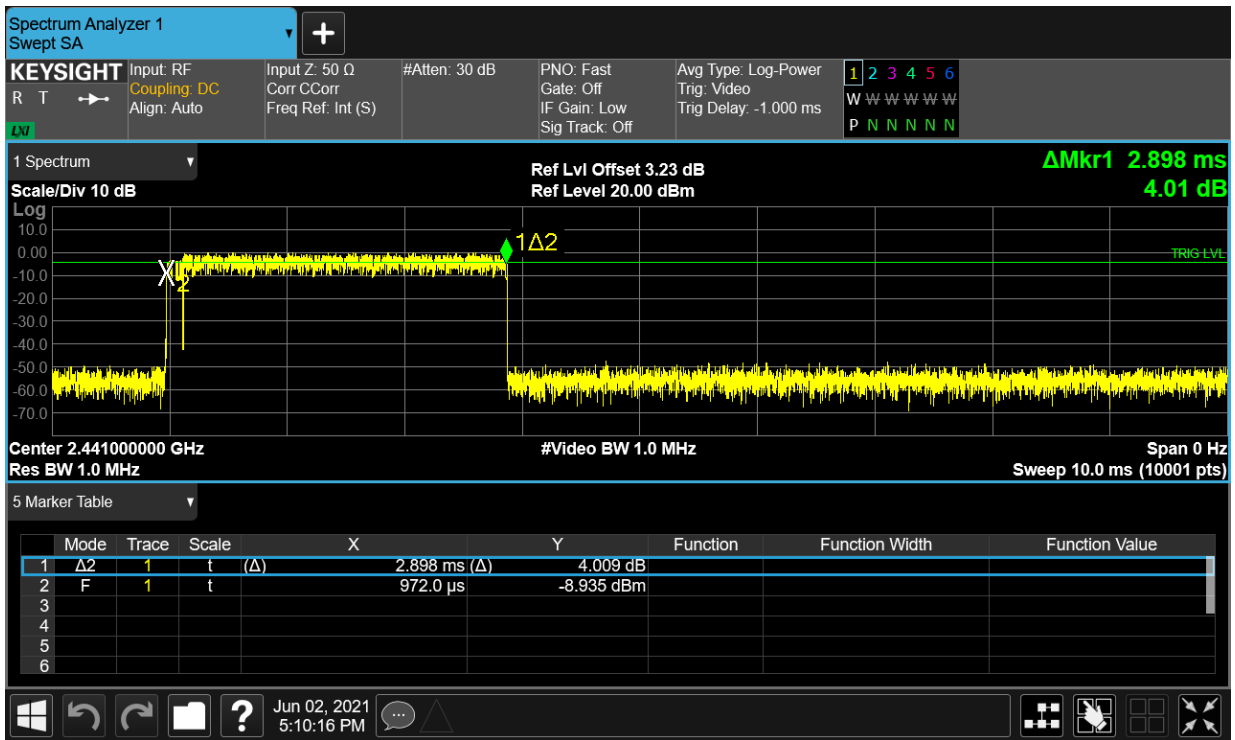 Spectrum Analyzer 1
Swept SA
KEYSIGHT
R T
LXI
Input: RF
Coupling: DC
Align: Auto
Input Z: 50 Ω
Corr CCorr
Freq Ref: Int (S)
#Atten: 30 dB
PNO: Fast
Gate: Off
IF Gain: Low
Sig Track: Off
Avg Type: Log-Power
Trig: Video
Trig Delay: -1.000 ms
1 2 3 4 5 6
W W W W W W
P N N N N N
1 Spectrum
Scale/Div 10 dB
Ref Lvl Offset 3.23 dB
Ref Level 20.00 dBm
ΔMkr1 2.898 ms
4.01 dB
Log
10.0
0.00
-10.0
-20.0
-30.0
-40.0
-50.0
-60.0
-70.0
1Δ2
X2
TRIG LVL
Center 2.441000000 GHz
#Video BW 1.0 MHz
Span 0 Hz
Res BW 1.0 MHz
Sweep 10.0 ms (10001 pts)
5 Marker Table
Mode Trace Scale X Y Function Function Width Function Value
1 Δ2 1 t (Δ) 2.898 ms (Δ) 4.009 dB
2 F 1 t 972.0 µs -8.935 dBm
3
4
5
6
?
Jun 02, 2021
5:10:16 PM